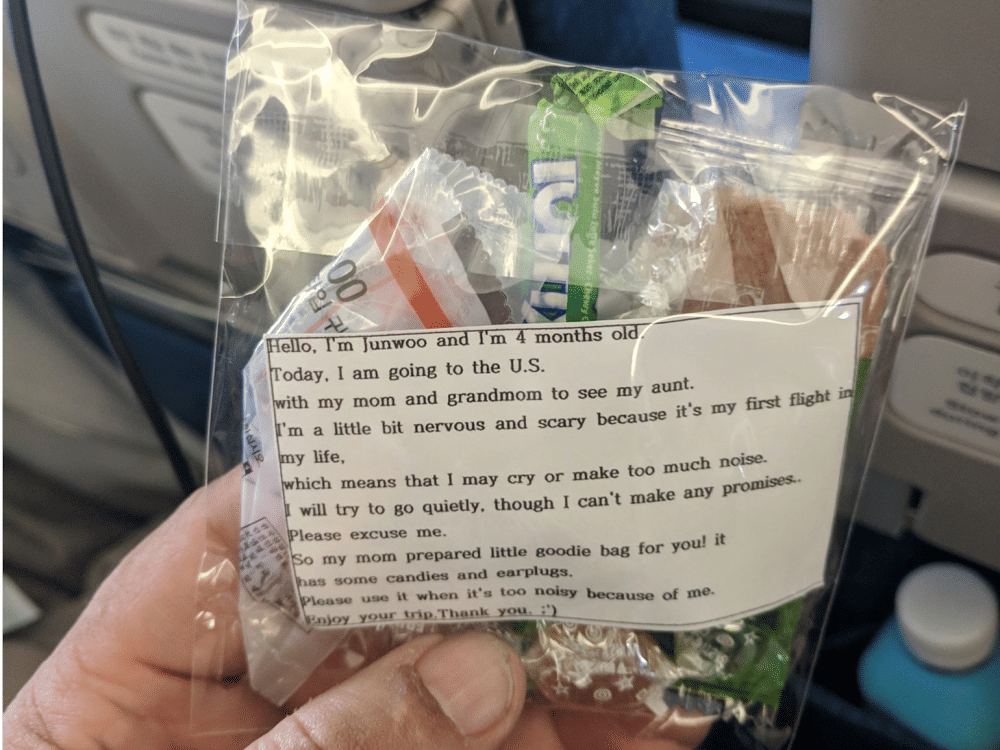 00
Hello, I'm Junwoo and I'm 4 months old.
Today, I am going to the U.S.
with my mom and grandmom to see my aunt.
I'm a little bit nervous and scary because it's my first flight in
my life,
which means that I may cry or make too much noise.
I will try to go quietly, though I can't make any promises..
Please excuse me.
So my mom prepared little goodie bag for you! it
has some candies and earplugs.
Please use it when it's too noisy because of me.
Enjoy your trip.Thank you. :')